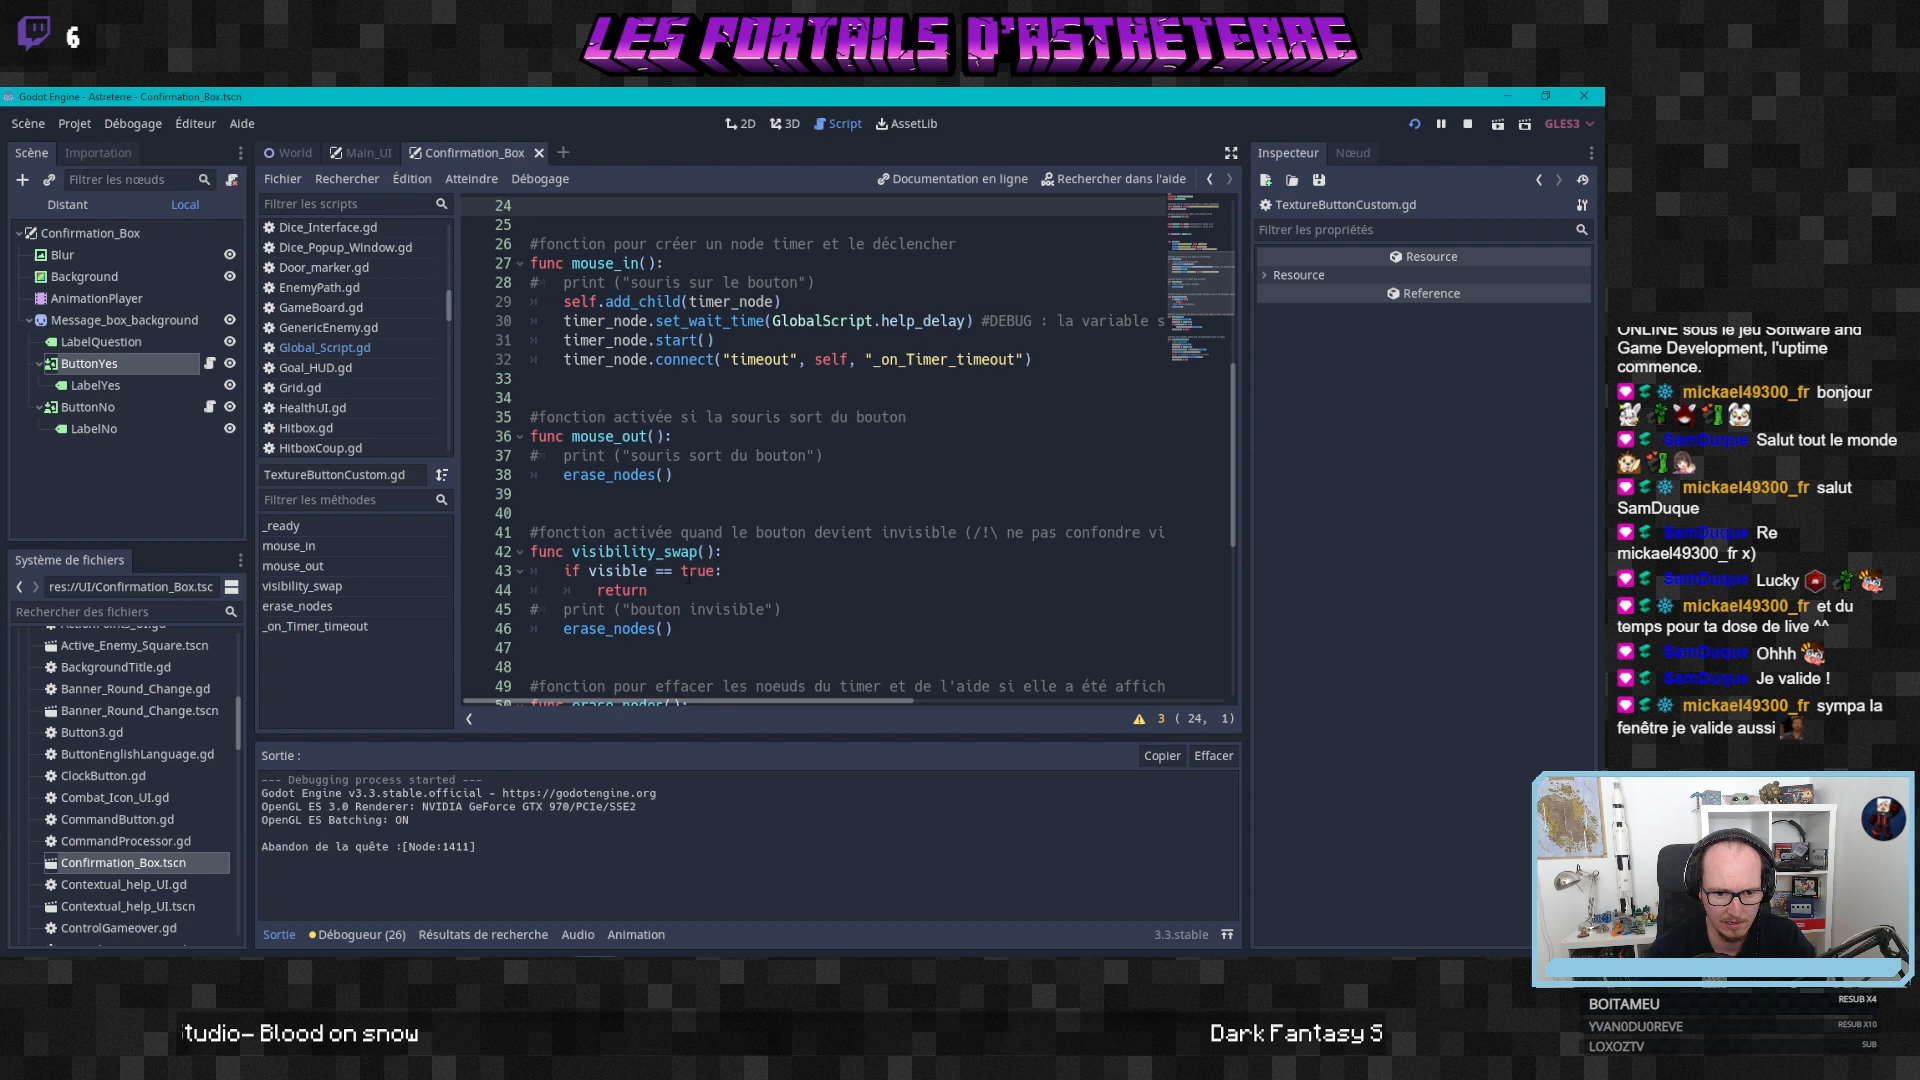 6
LES PORTAILS D'ASTRÉTERRE
Godot Engine - Astreterre - Confirmation_Box.tscn
Scène Projet Débogage Éditeur Aide
2D 3D Script AssetLib
GLES3
Scène Importation
World Main_UI Confirmation_Box
Inspecteur Nœud
Filtrer les nœuds
Fichier Rechercher Édition Atteindre Débogage
Documentation en ligne Rechercher dans l'aide
Distant Local
Filtrer les scripts
TextureButtonCustom.gd
Filtrer les propriétés
Resource
Resource
Reference
Confirmation_Box
Blur
Background
AnimationPlayer
Message_box_background
LabelQuestion
ButtonYes
LabelYes
ButtonNo
LabelNo
Dice_Interface.gd
Dice_Popup_Window.gd
Door_marker.gd
EnemyPath.gd
GameBoard.gd
GenericEnemy.gd
Global_Script.gd
Goal_HUD.gd
Grid.gd
HealthUI.gd
Hitbox.gd
HitboxCoup.gd
TextureButtonCustom.gd
Filtrer les méthodes
_ready
mouse_in
mouse_out
visibility_swap
erase_nodes
_on_Timer_timeout
24
25
26 #fonction pour créer un node timer et le déclencher
27 func mouse_in():
28 # print ("souris sur le bouton")
29 self.add_child(timer_node)
30 timer_node.set_wait_time(GlobalScript.help_delay) #DEBUG : la variable s
31 timer_node.start()
32 timer_node.connect("timeout", self, "_on_Timer_timeout")
33
34
35 #fonction activée si la souris sort du bouton
36 func mouse_out():
37 # print ("souris sort du bouton")
38 erase_nodes()
39
40
41 #fonction activée quand le bouton devient invisible (/!\ ne pas confondre vi
42 func visibility_swap():
43 if visible == true:
44 return
45 # print ("bouton invisible")
46 erase_nodes()
47
48
49 #fonction pour effacer les noeuds du timer et de l'aide si elle a été affich
3 ( 24, 1)
Système de fichiers
res://UI/Confirmation_Box.tsc
Rechercher des fichiers
Active_Enemy_Square.tscn
BackgroundTitle.gd
Banner_Round_Change.gd
Banner_Round_Change.tscn
Button3.gd
ButtonEnglishLanguage.gd
ClockButton.gd
Combat_Icon_UI.gd
CommandButton.gd
CommandProcessor.gd
Confirmation_Box.tscn
Contextual_help_UI.gd
Contextual_help_UI.tscn
ControlGameover.gd
Sortie :
Copier Effacer
--- Debugging process started ---
Godot Engine v3.3.stable.official - https://godotengine.org
OpenGL ES 3.0 Renderer: NVIDIA GeForce GTX 970/PCIe/SSE2
OpenGL ES Batching: ON
Abandon de la quête :[Node:1411]
Sortie Débogueur (26) Résultats de recherche Audio Animation
3.3.stable
ONLINE sous le jeu Software and
Game Development, l'uptime
commence.
mickael49300_fr bonjour
SamDuque Salut tout le monde
mickael49300_fr salut
SamDuque
SamDuque Re
mickael49300_fr x)
SamDuque Lucky
mickael49300_fr et du
temps pour ta dose de live ^^
SamDuque Ohhh
SamDuque Je valide !
mickael49300_fr sympa la
fenêtre je valide aussi
BOITAMEU RESUB X4
YVAN0DU0REVE RESUB X10
LOXOZTV SUB
tudio- Blood on snow
Dark Fantasy S